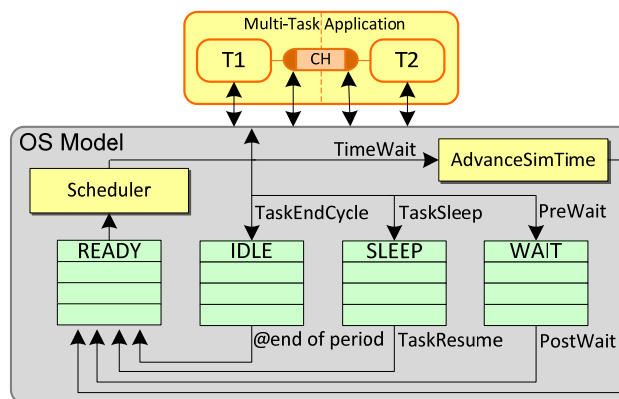 Multi-Task Application
T1
CH
T2
OS Model
TimeWait
AdvanceSimTime
Scheduler
TaskEndCycle
TaskSleep
PreWait
READY
IDLE
SLEEP
WAIT
@end of period
TaskResume
PostWait